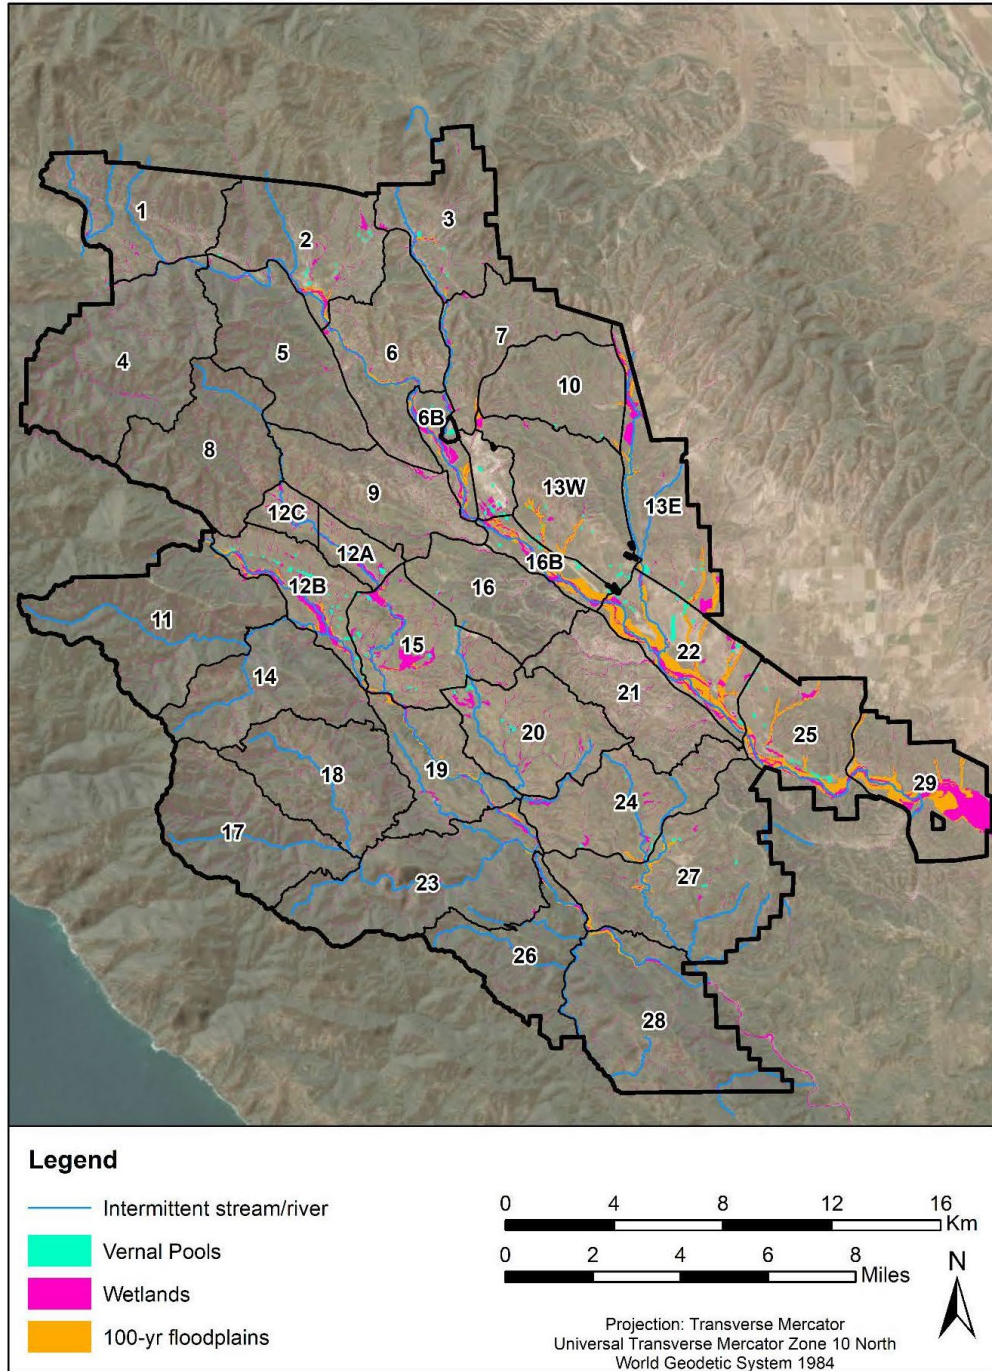 1
2
3
4
5
6
7
10
6B
8
9
13W
13E
12C
12A
16B
12B
16
11
15
22
14
21
20
25
18
19
29
24
17
23
27
26
28
Legend
Intermittent stream/river
Vernal Pools
Wetlands
100-yr floodplains
0 4 8 12 16
Km
0 2 4 6 8
Miles
N
Projection: Transverse Mercator
Universal Transverse Mercator Zone 10 North
World Geodetic System 1984